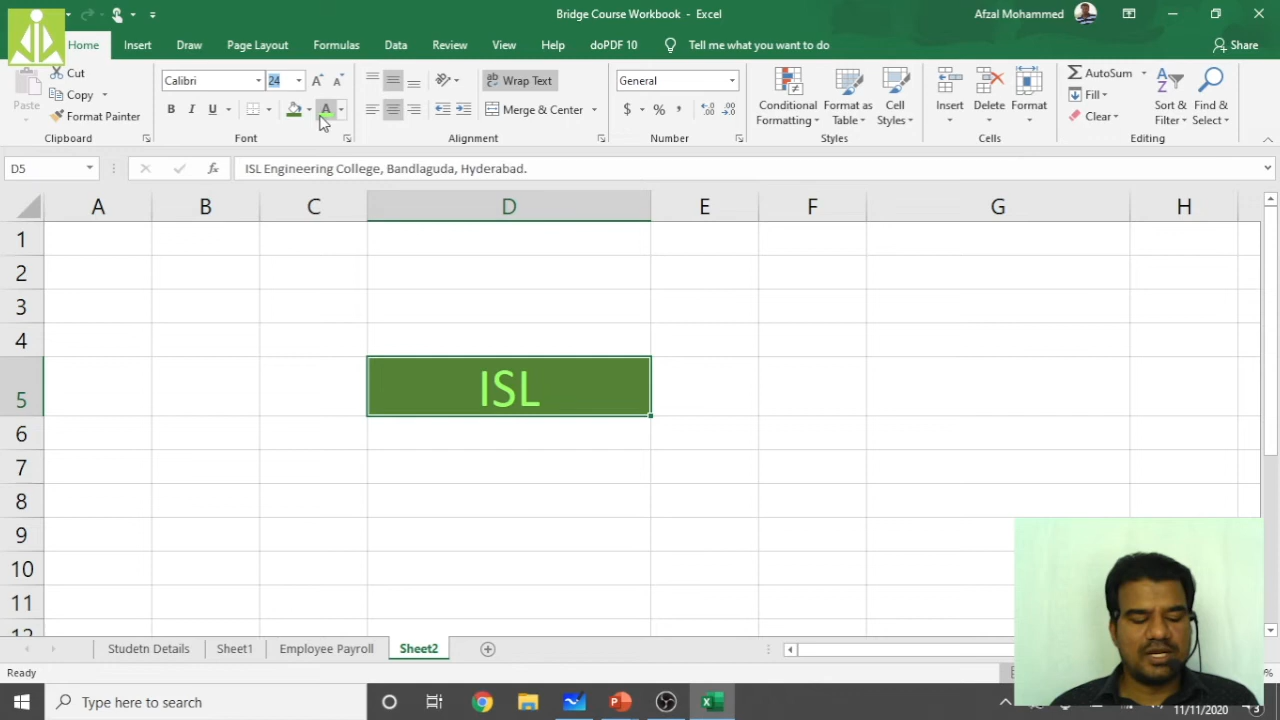 Bridge Course Workbook - Excel
Afzal Mohammed
Home Insert Draw Page Layout Formulas Data Review View Help doPDF 10 Tell me what you want to do Share
Paste
Cut
Copy
Format Painter
Clipboard
Calibri 24
B I U A
Font
Wrap Text
Merge & Center
Alignment
General
$ % ,
Number
Conditional Formatting
Format as Table
Cell Styles
Styles
Insert
Delete
Format
Cells
AutoSum
Fill
Clear
Sort & Filter
Find & Select
Editing
D5 fx ISL Engineering College, Bandlaguda, Hyderabad.
A B C D E F G H
1
2
3
4
5 ISL
6
7
8
9
10
11
12
Studetn Details Sheet1 Employee Payroll Sheet2
Ready
Type here to search
11/11/2020